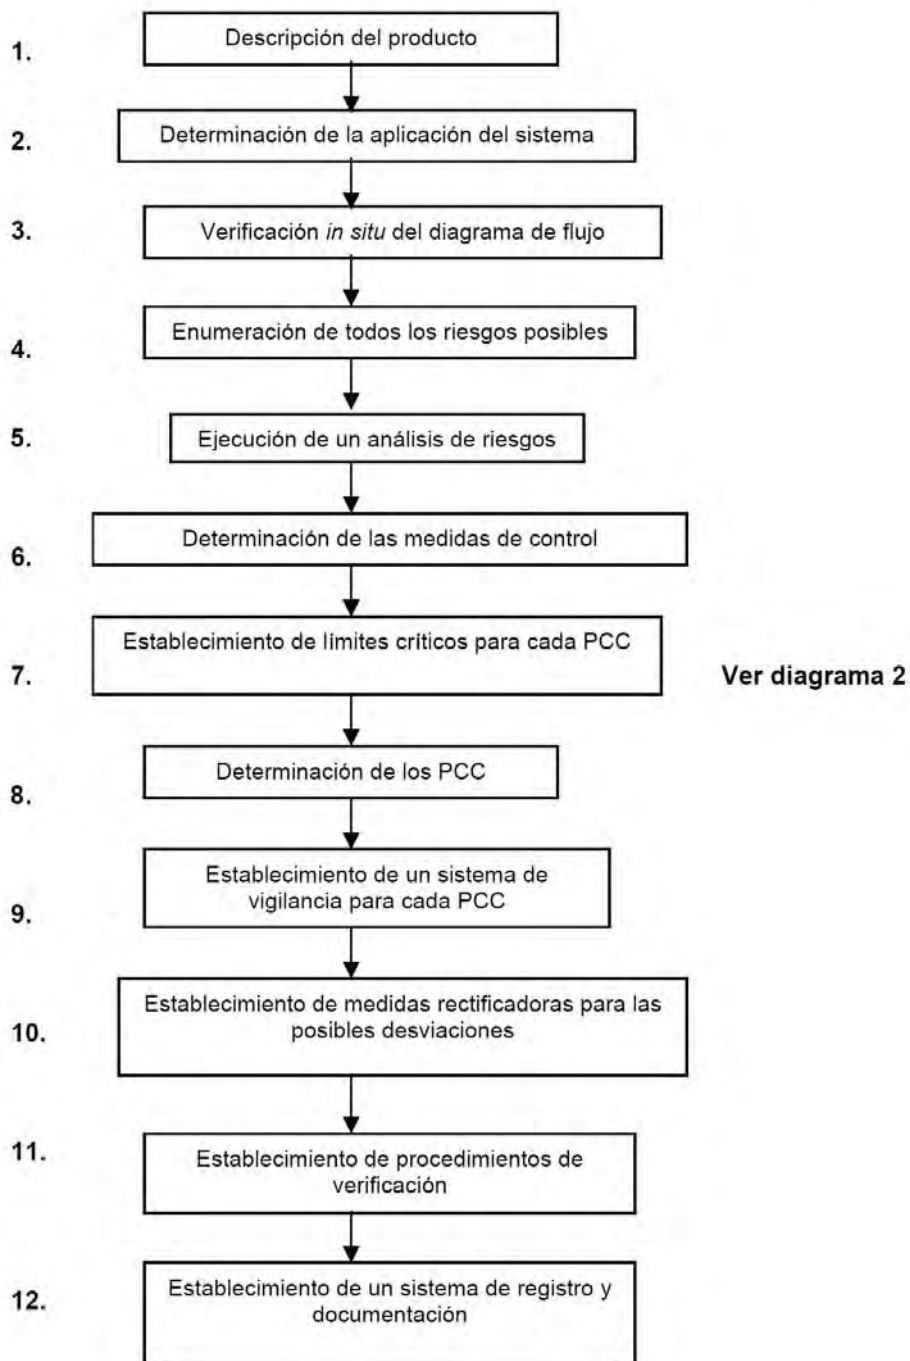 1.
Descripción del producto
2.
Determinación de la aplicación del sistema
3.
Verificación in situ del diagrama de flujo
4.
Enumeración de todos los riesgos posibles
5.
Ejecución de un análisis de riesgos
6.
Determinación de las medidas de control
7.
Establecimiento de límites críticos para cada PCC
Ver diagrama 2
8.
Determinación de los PCC
9.
Establecimiento de un sistema de
vigilancia para cada PCC
10.
Establecimiento de medidas rectificadoras para las
posibles desviaciones
11.
Establecimiento de procedimientos de
verificación
12.
Establecimiento de un sistema de registro y
documentación